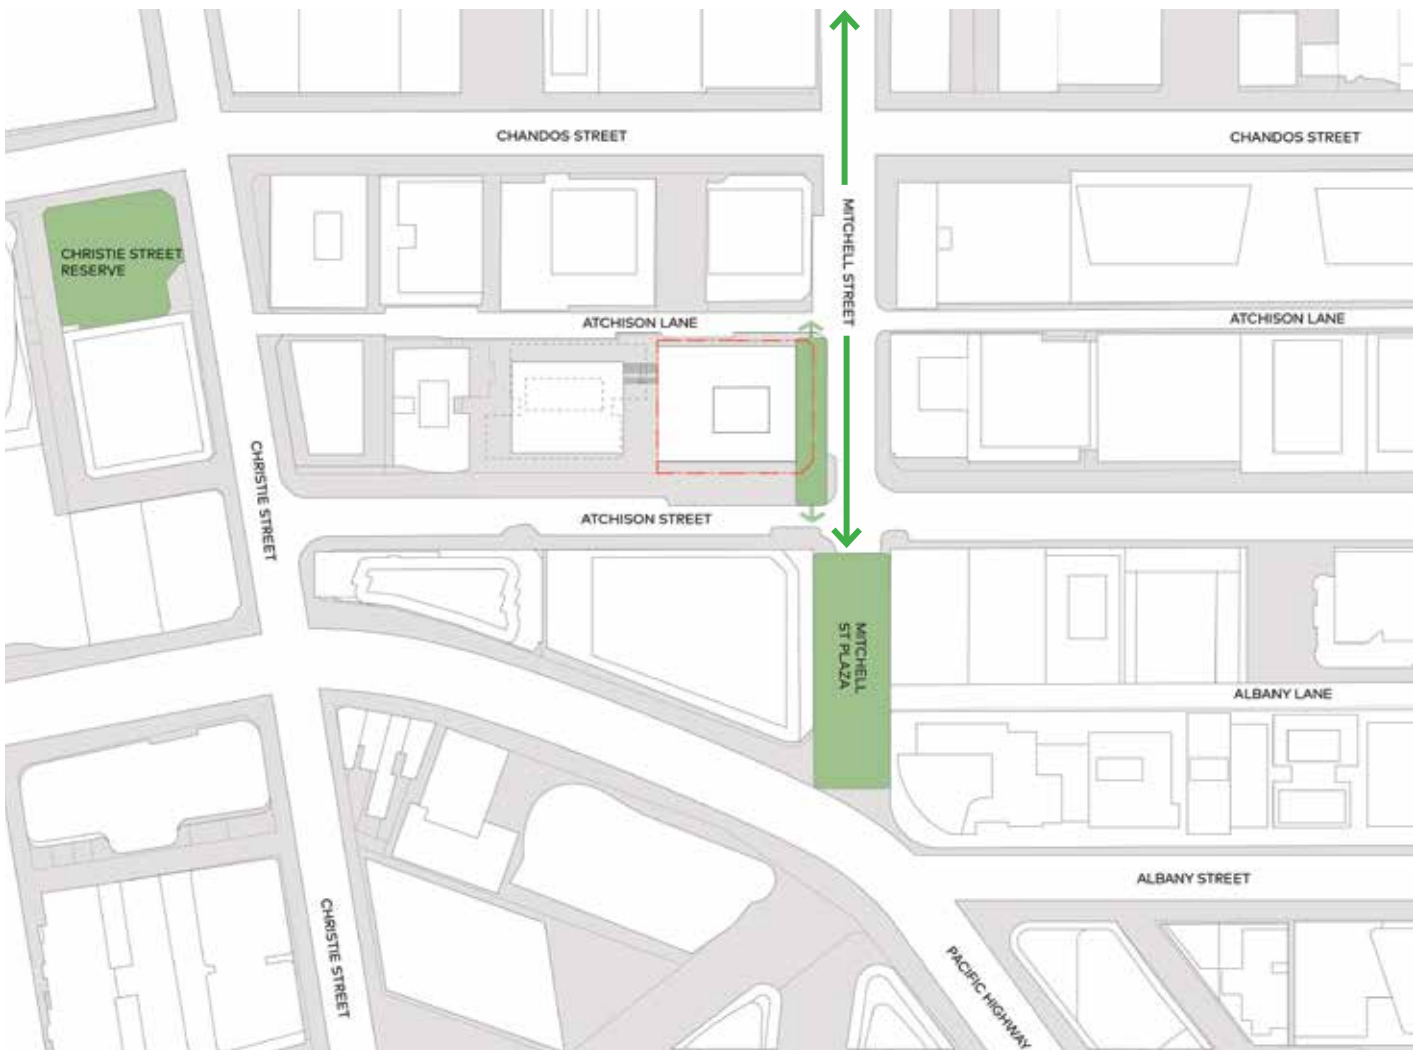 CHANDOS STREET
CHANDOS STREET
CHRISTIE STREET
RESERVE
MITCHELL STREET
ATCHISON LANE
ATCHISON LANE
CHRISTIE STREET
ATCHISON STREET
MITCHELL
ST PLAZA
ALBANY LANE
ALBANY STREET
CHRISTIE STREET
PACIFIC HIGHWAY